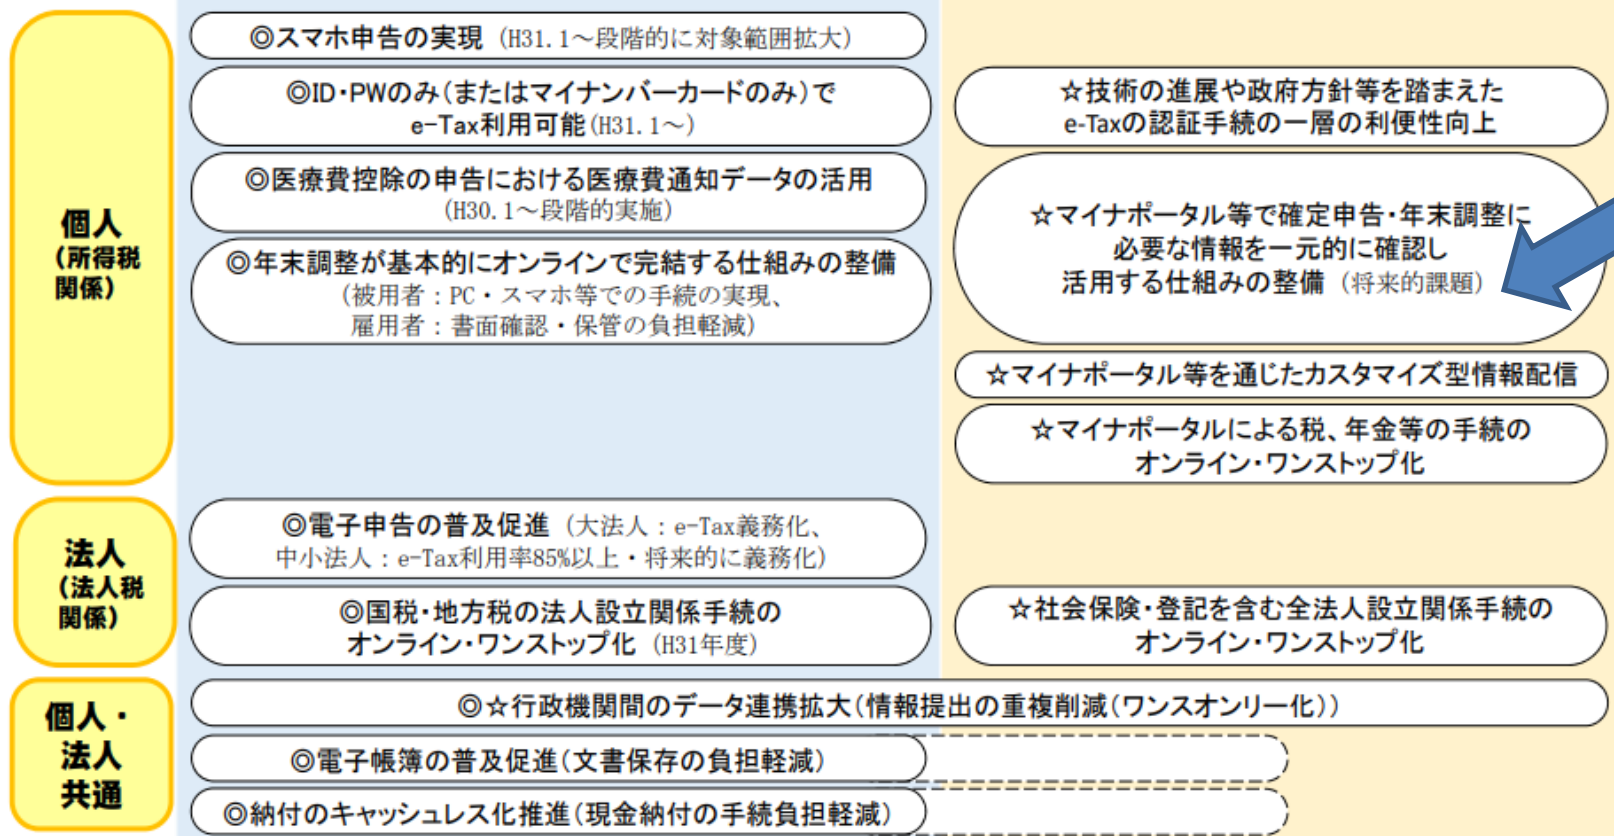 個人
(所得税
関係)
◎スマホ申告の実現 (H31.1～段階的に対象範囲拡大)
◎ID・PWのみ(またはマイナンバーカードのみ)で
e-Tax利用可能(H31.1～)
◎医療費控除の申告における医療費通知データの活用
(H30.1～段階的実施)
◎年末調整が基本的にオンラインで完結する仕組みの整備
(被用者：PC・スマホ等での手続の実現、
雇用者：書面確認・保管の負担軽減)
☆技術の進展や政府方針等を踏まえた
e-Taxの認証手続の一層の利便性向上
☆マイナポータル等で確定申告・年末調整に
必要な情報を一元的に確認し
活用する仕組みの整備 (将来的課題)
☆マイナポータル等を通じたカスタマイズ型情報配信
☆マイナポータルによる税、年金等の手続の
オンライン・ワンストップ化
法人
(法人税
関係)
◎電子申告の普及促進 (大法人：e-Tax義務化、
中小法人：e-Tax利用率85%以上・将来的に義務化)
◎国税・地方税の法人設立関係手続の
オンライン・ワンストップ化 (H31年度)
☆社会保険・登記を含む全法人設立関係手続の
オンライン・ワンストップ化
個人・
法人
共通
◎☆行政機関間のデータ連携拡大(情報提出の重複削減(ワンスオンリー化))
◎電子帳簿の普及促進(文書保存の負担軽減)
◎納付のキャッシュレス化推進(現金納付の手続負担軽減)